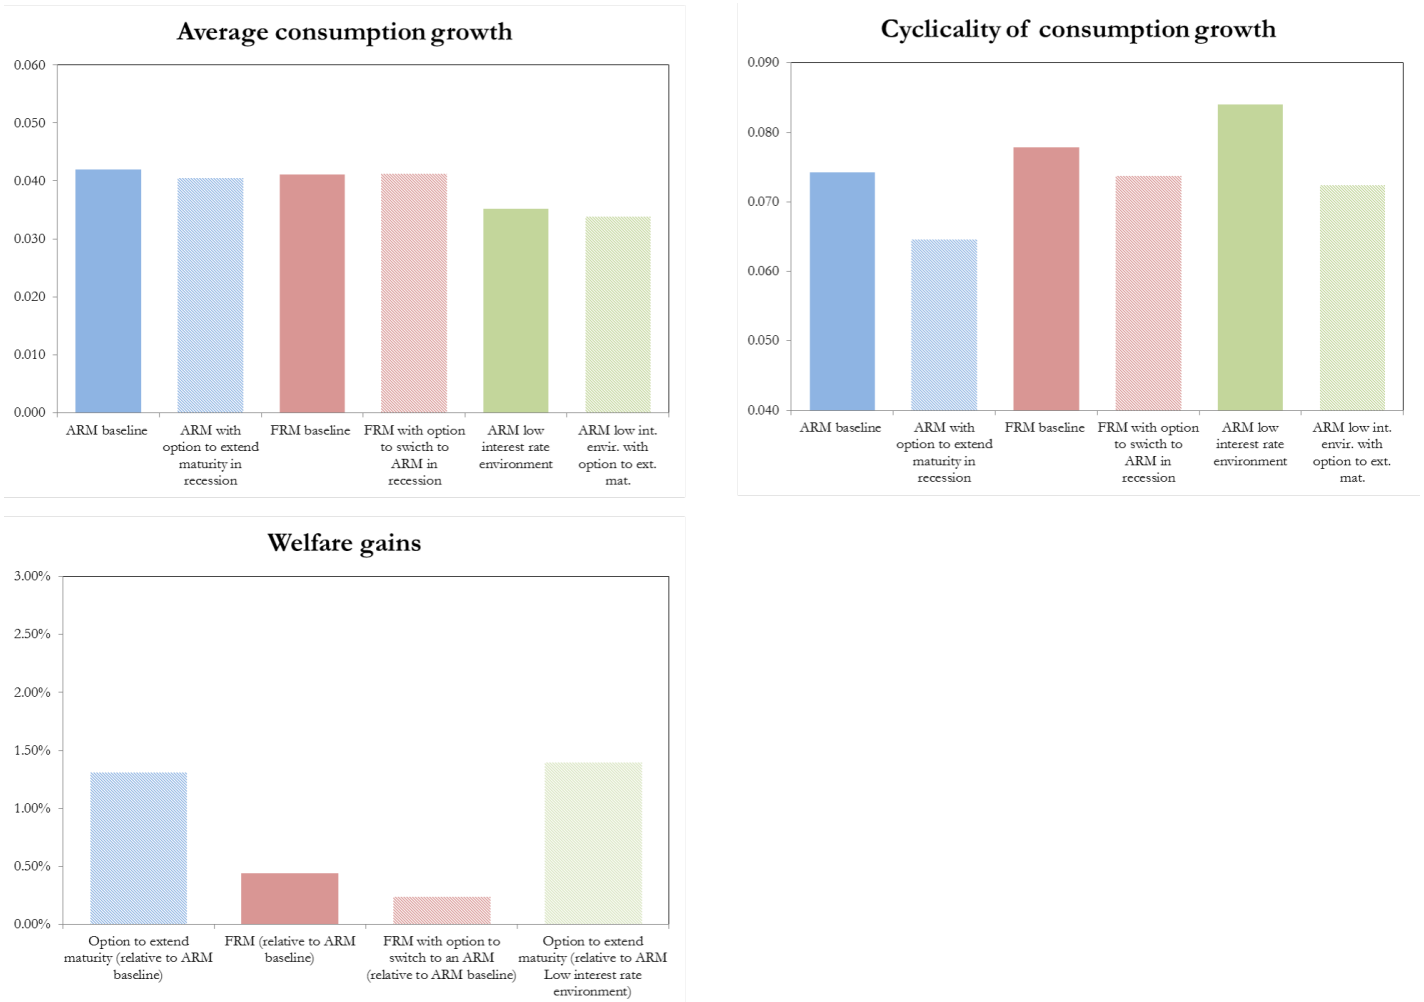 Average consumption growth
0.060
0.050
0.040
0.030
0.020
0.010
0.000
ARM baseline
ARM with
option to extend
maturity in
recession
FRM baseline
FRM with option
to swicth to
ARM in
recession
ARM low
interest rate
environment
ARM low int.
envir. with
option to ext.
mat.
Cyclicality of consumption growth
0.090
0.080
0.070
0.060
0.050
0.040
ARM baseline
ARM with
option to extend
maturity in
recession
FRM baseline
FRM with option
to swicth to
ARM in
recession
ARM low
interest rate
environment
ARM low int.
envir. with
option to ext.
mat.
Welfare gains
3.00%
2.50%
2.00%
1.50%
1.00%
0.50%
0.00%
Option to extend
maturity (relative to ARM
baseline)
FRM (relative to ARM
baseline)
FRM with option to
switch to an ARM
(relative to ARM baseline)
Option to extend
maturity (relative to ARM
Low interest rate
environment)